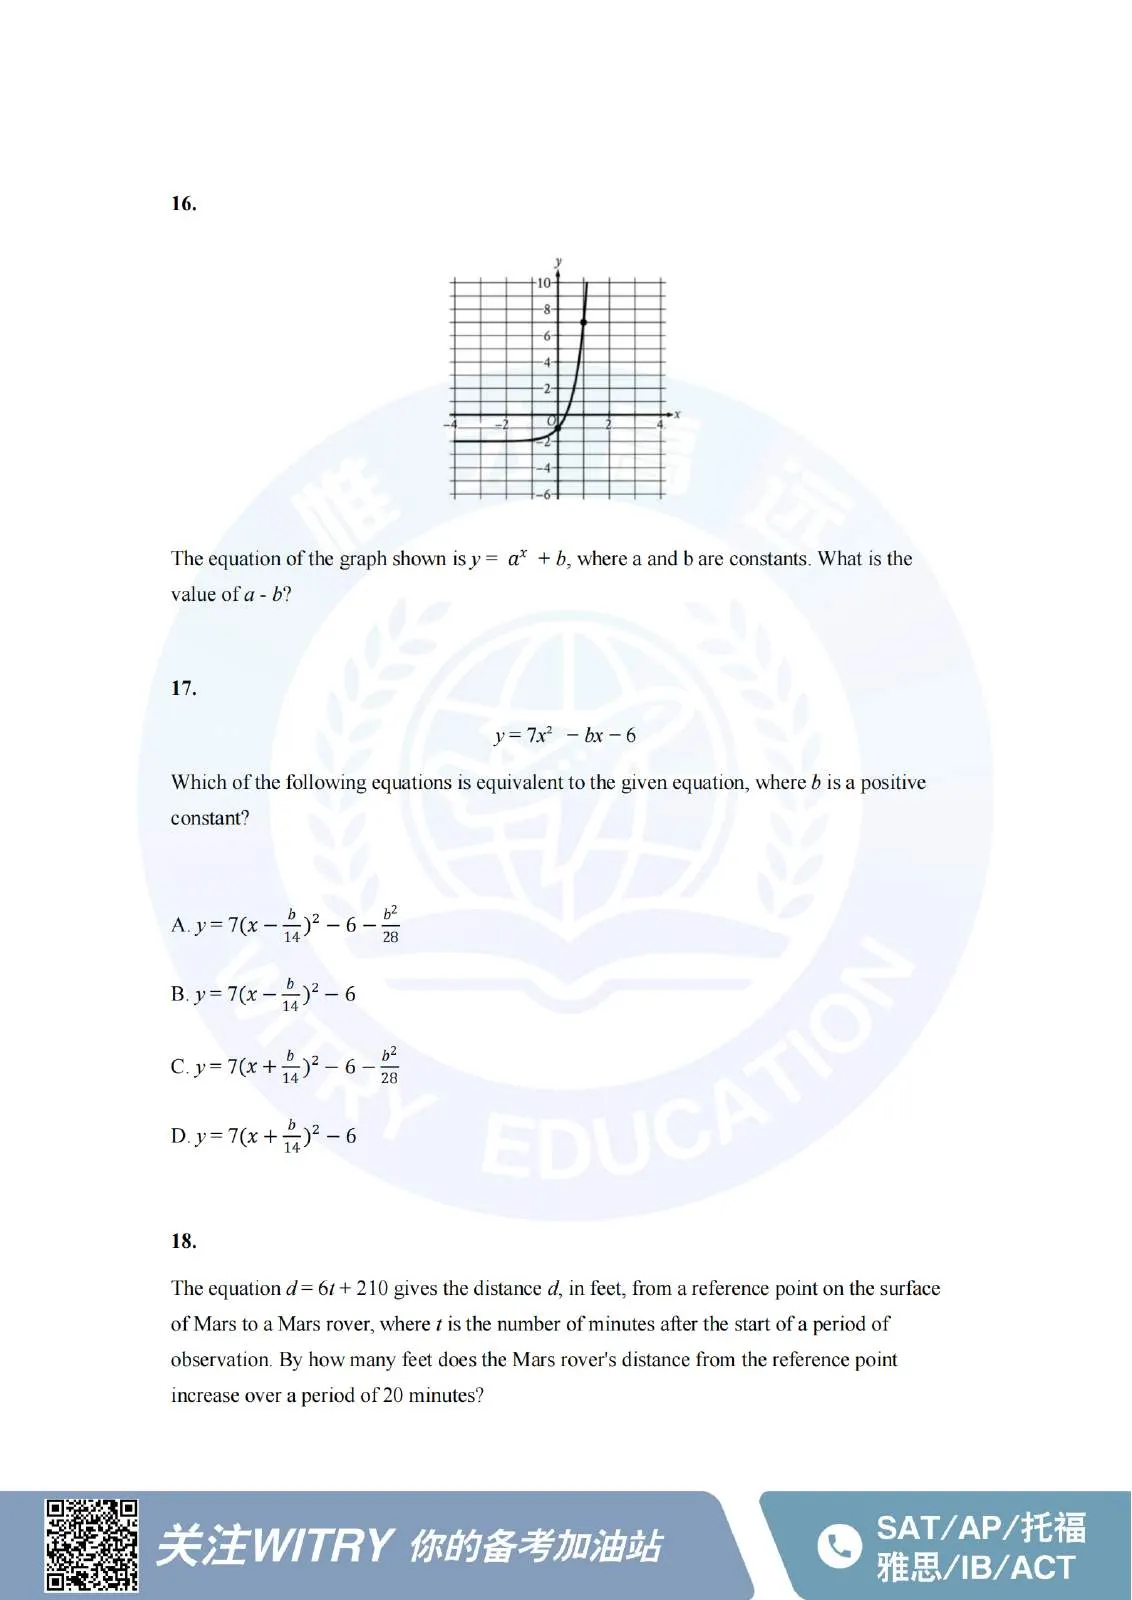 16.
y
10
8
6
4
2
O
x
-4
-2
2
4
-2
-4
-6
The equation of the graph shown is y = aˣ + b, where a and b are constants. What is the
value of a - b?
17.
y = 7x² − bx − 6
Which of the following equations is equivalent to the given equation, where b is a positive
constant?
A. y = 7(x − b/14)² − 6 − b²/28
B. y = 7(x − b/14)² − 6
C. y = 7(x + b/14)² − 6 − b²/28
D. y = 7(x + b/14)² − 6
18.
The equation d = 6t + 210 gives the distance d, in feet, from a reference point on the surface
of Mars to a Mars rover, where t is the number of minutes after the start of a period of
observation. By how many feet does the Mars rover's distance from the reference point
increase over a period of 20 minutes?
WITRY EDUCATION
关注WITRY 你的备考加油站
SAT/AP/托福
雅思/IB/ACT